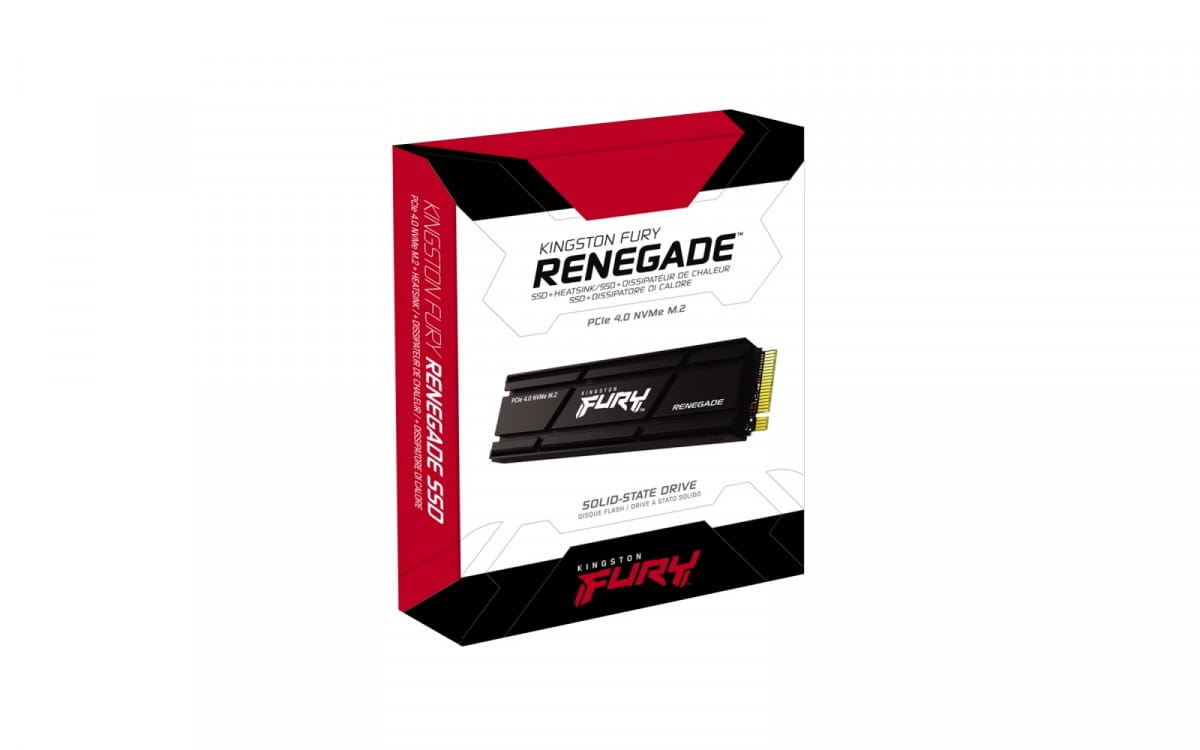 KINGSTON FURY
RENEGADE™
SSD+HEATSINK/SSD+DISSIPATEUR DE CHALEUR
SSD+DISSIPATORE DI CALORE
PCIe 4.0 NVMe M.2
PCIe 4.0 NVMe M.2
KINGSTON
FURY™
RENEGADE
SOLID-STATE DRIVE
DISQUE FLASH / DRIVE A STATO SOLIDO
KINGSTON
FURY™
KINGSTON FURY RENEGADE SSD
PCIe 4.0 NVMe M.2 + HEATSINK / + DISSIPATEUR DE CHALEUR / + DISSIPATORE DI CALORE